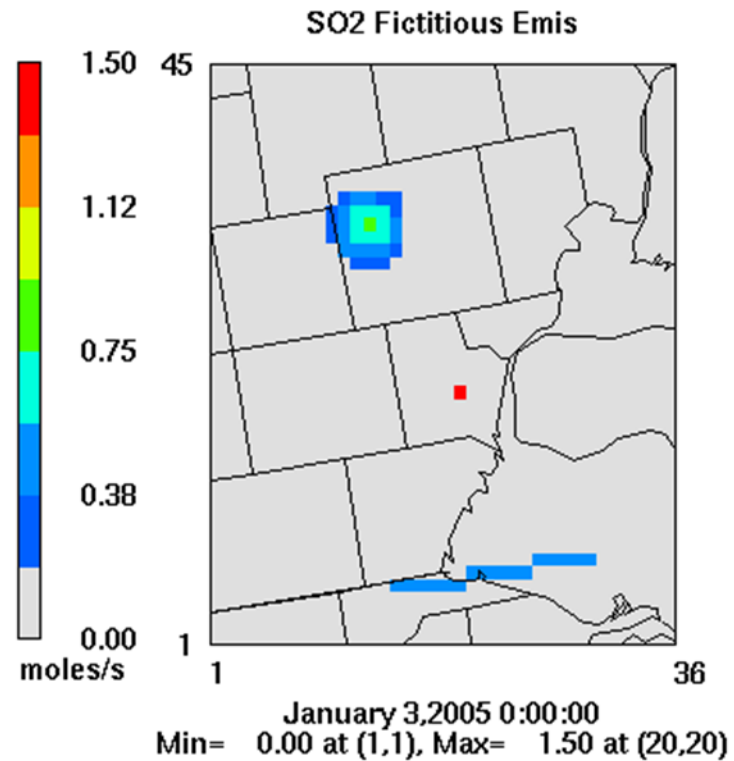 SO2 Fictitious Emis
1.50
45
1.12
0.75
0.38
0.00
1
moles/s
1
36
January 3,2005 0:00:00
Min= 0.00 at (1,1), Max= 1.50 at (20,20)